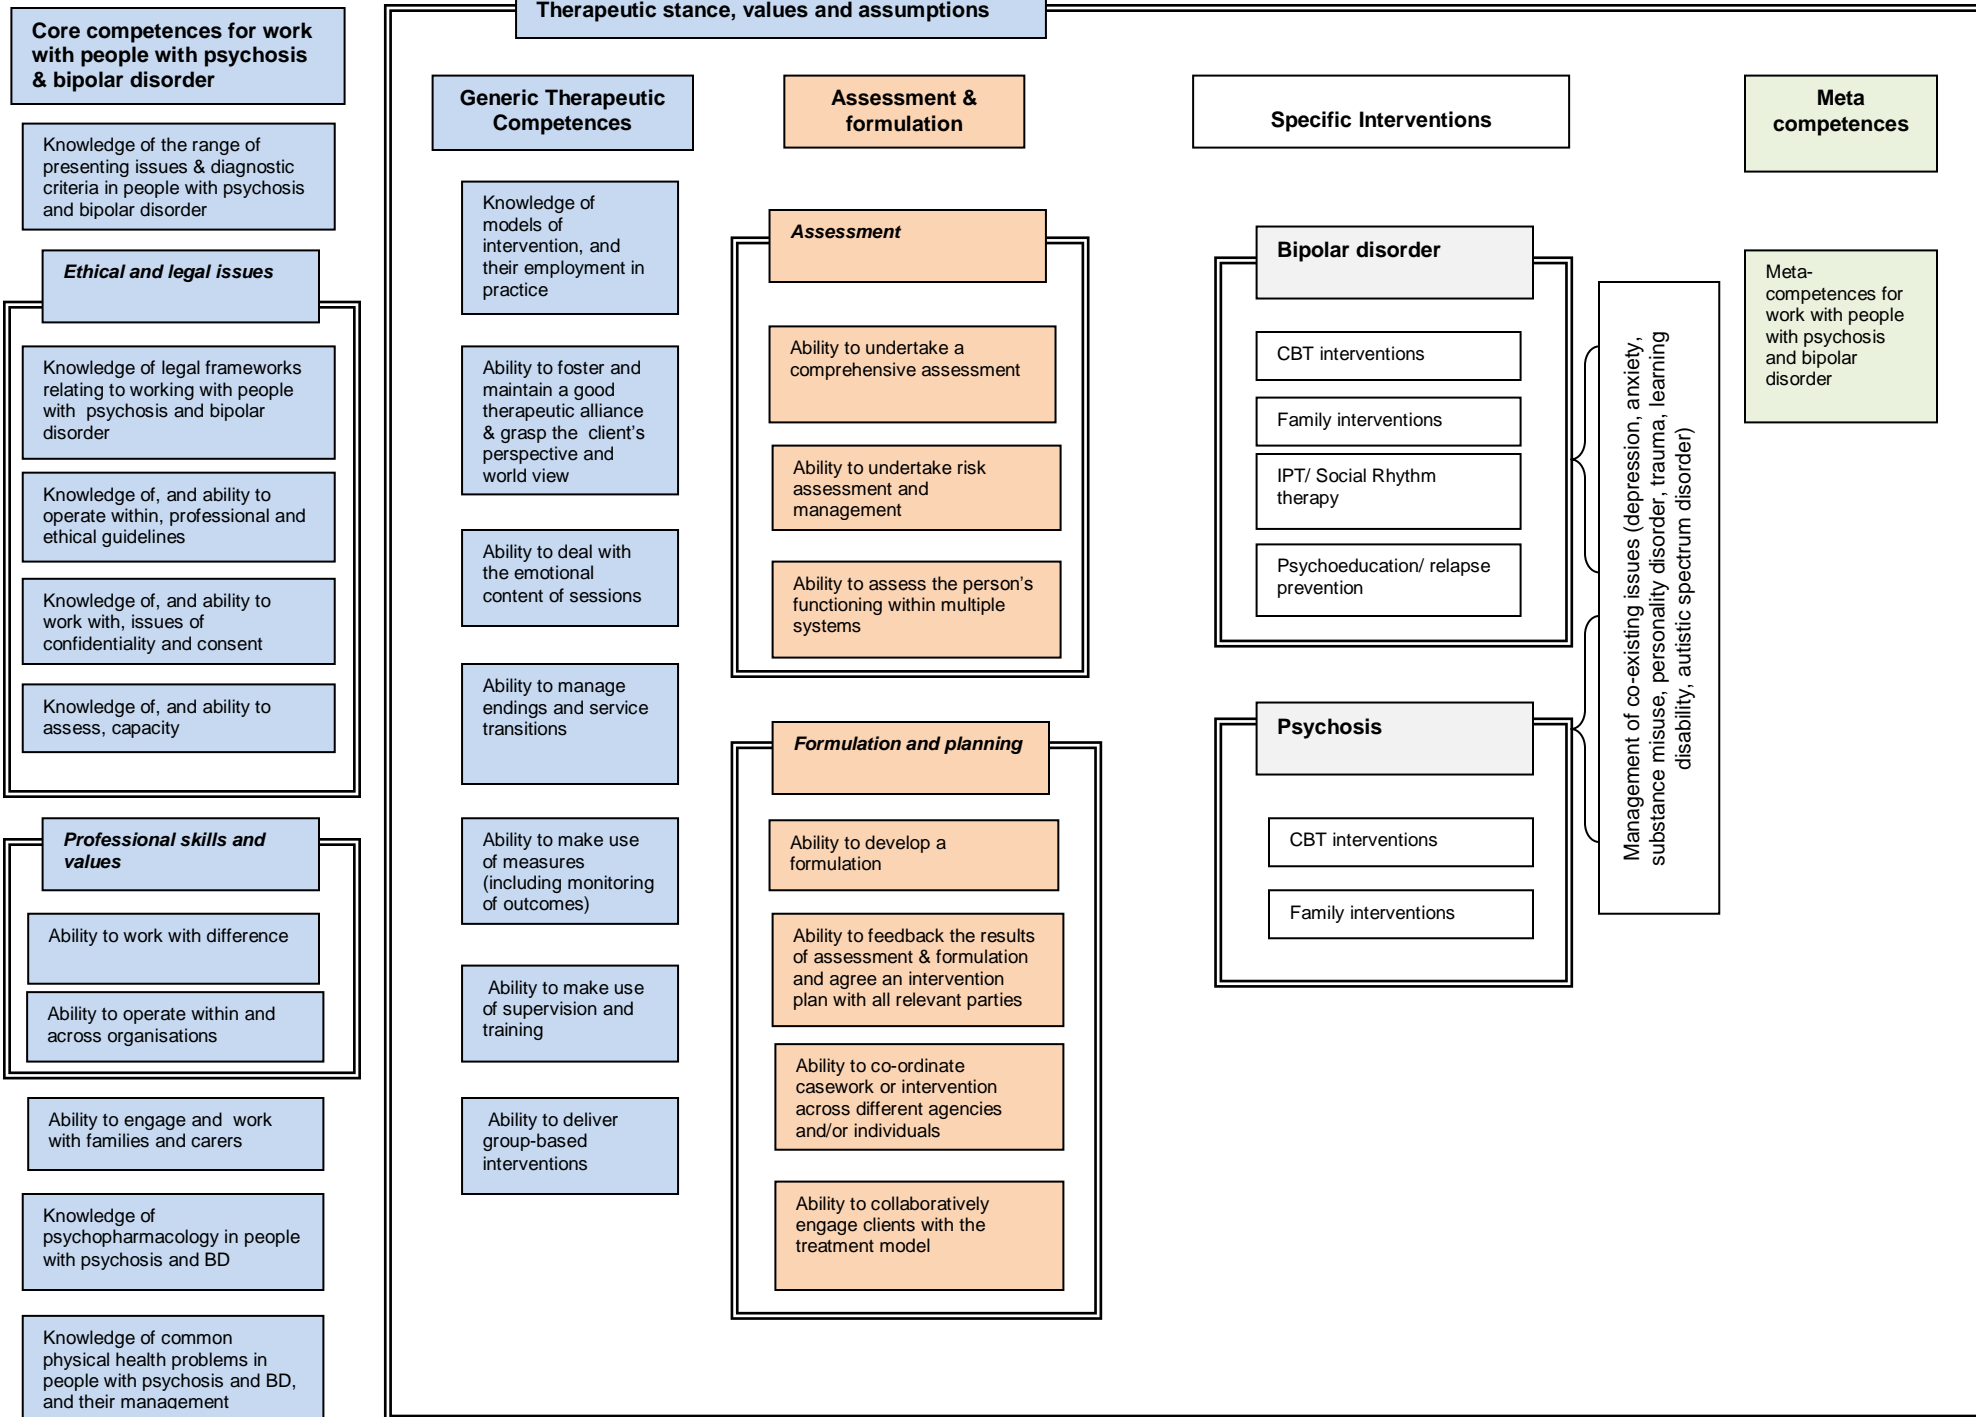 Therapeutic stance, values and assumptions
Core competences for work
with people with psychosis
& bipolar disorder
Knowledge of the range of
presenting issues & diagnostic
criteria in people with psychosis
and bipolar disorder
Ethical and legal issues
Knowledge of legal frameworks
relating to working with people
with  psychosis and bipolar
disorder
Knowledge of, and ability to
operate within, professional and
ethical guidelines
Knowledge of, and ability to
work with, issues of
confidentiality and consent
Knowledge of, and ability to
assess, capacity
Professional skills and
values
Ability to work with difference
Ability to operate within and
across organisations
Ability to engage and  work
with families and carers
Knowledge of
psychopharmacology in people
with psychosis and BD
Knowledge of common
physical health problems in
people with psychosis and BD,
and their management
Generic Therapeutic
Competences
Knowledge of
models of
intervention, and
their employment in
practice
Ability to foster and
maintain a good
therapeutic alliance
& grasp the  client’s
perspective and
world view
Ability to deal with
the emotional
content of sessions
Ability to manage
endings and service
transitions
Ability to make use
of measures
(including monitoring
of outcomes)
Ability to make use
of supervision and
training
Ability to deliver
group-based
interventions
Assessment &
formulation
Assessment
Ability to undertake a
comprehensive assessment
Ability to undertake risk
assessment and
management
Ability to assess the person’s
functioning within multiple
systems
Formulation and planning
Ability to develop a
formulation
Ability to feedback the results
of assessment & formulation
and agree an intervention
plan with all relevant parties
Ability to co-ordinate
casework or intervention
across different agencies
and/or individuals
Ability to collaboratively
engage clients with the
treatment model
Specific Interventions
Bipolar disorder
CBT interventions
Family interventions
IPT/ Social Rhythm
therapy
Psychoeducation/ relapse
prevention
Psychosis
CBT interventions
Family interventions
Management of co-existing issues (depression, anxiety,
substance misuse, personality disorder, trauma, learning
disability, autistic spectrum disorder)
Meta
competences
Meta-
competences for
work with people
with psychosis
and bipolar
disorder